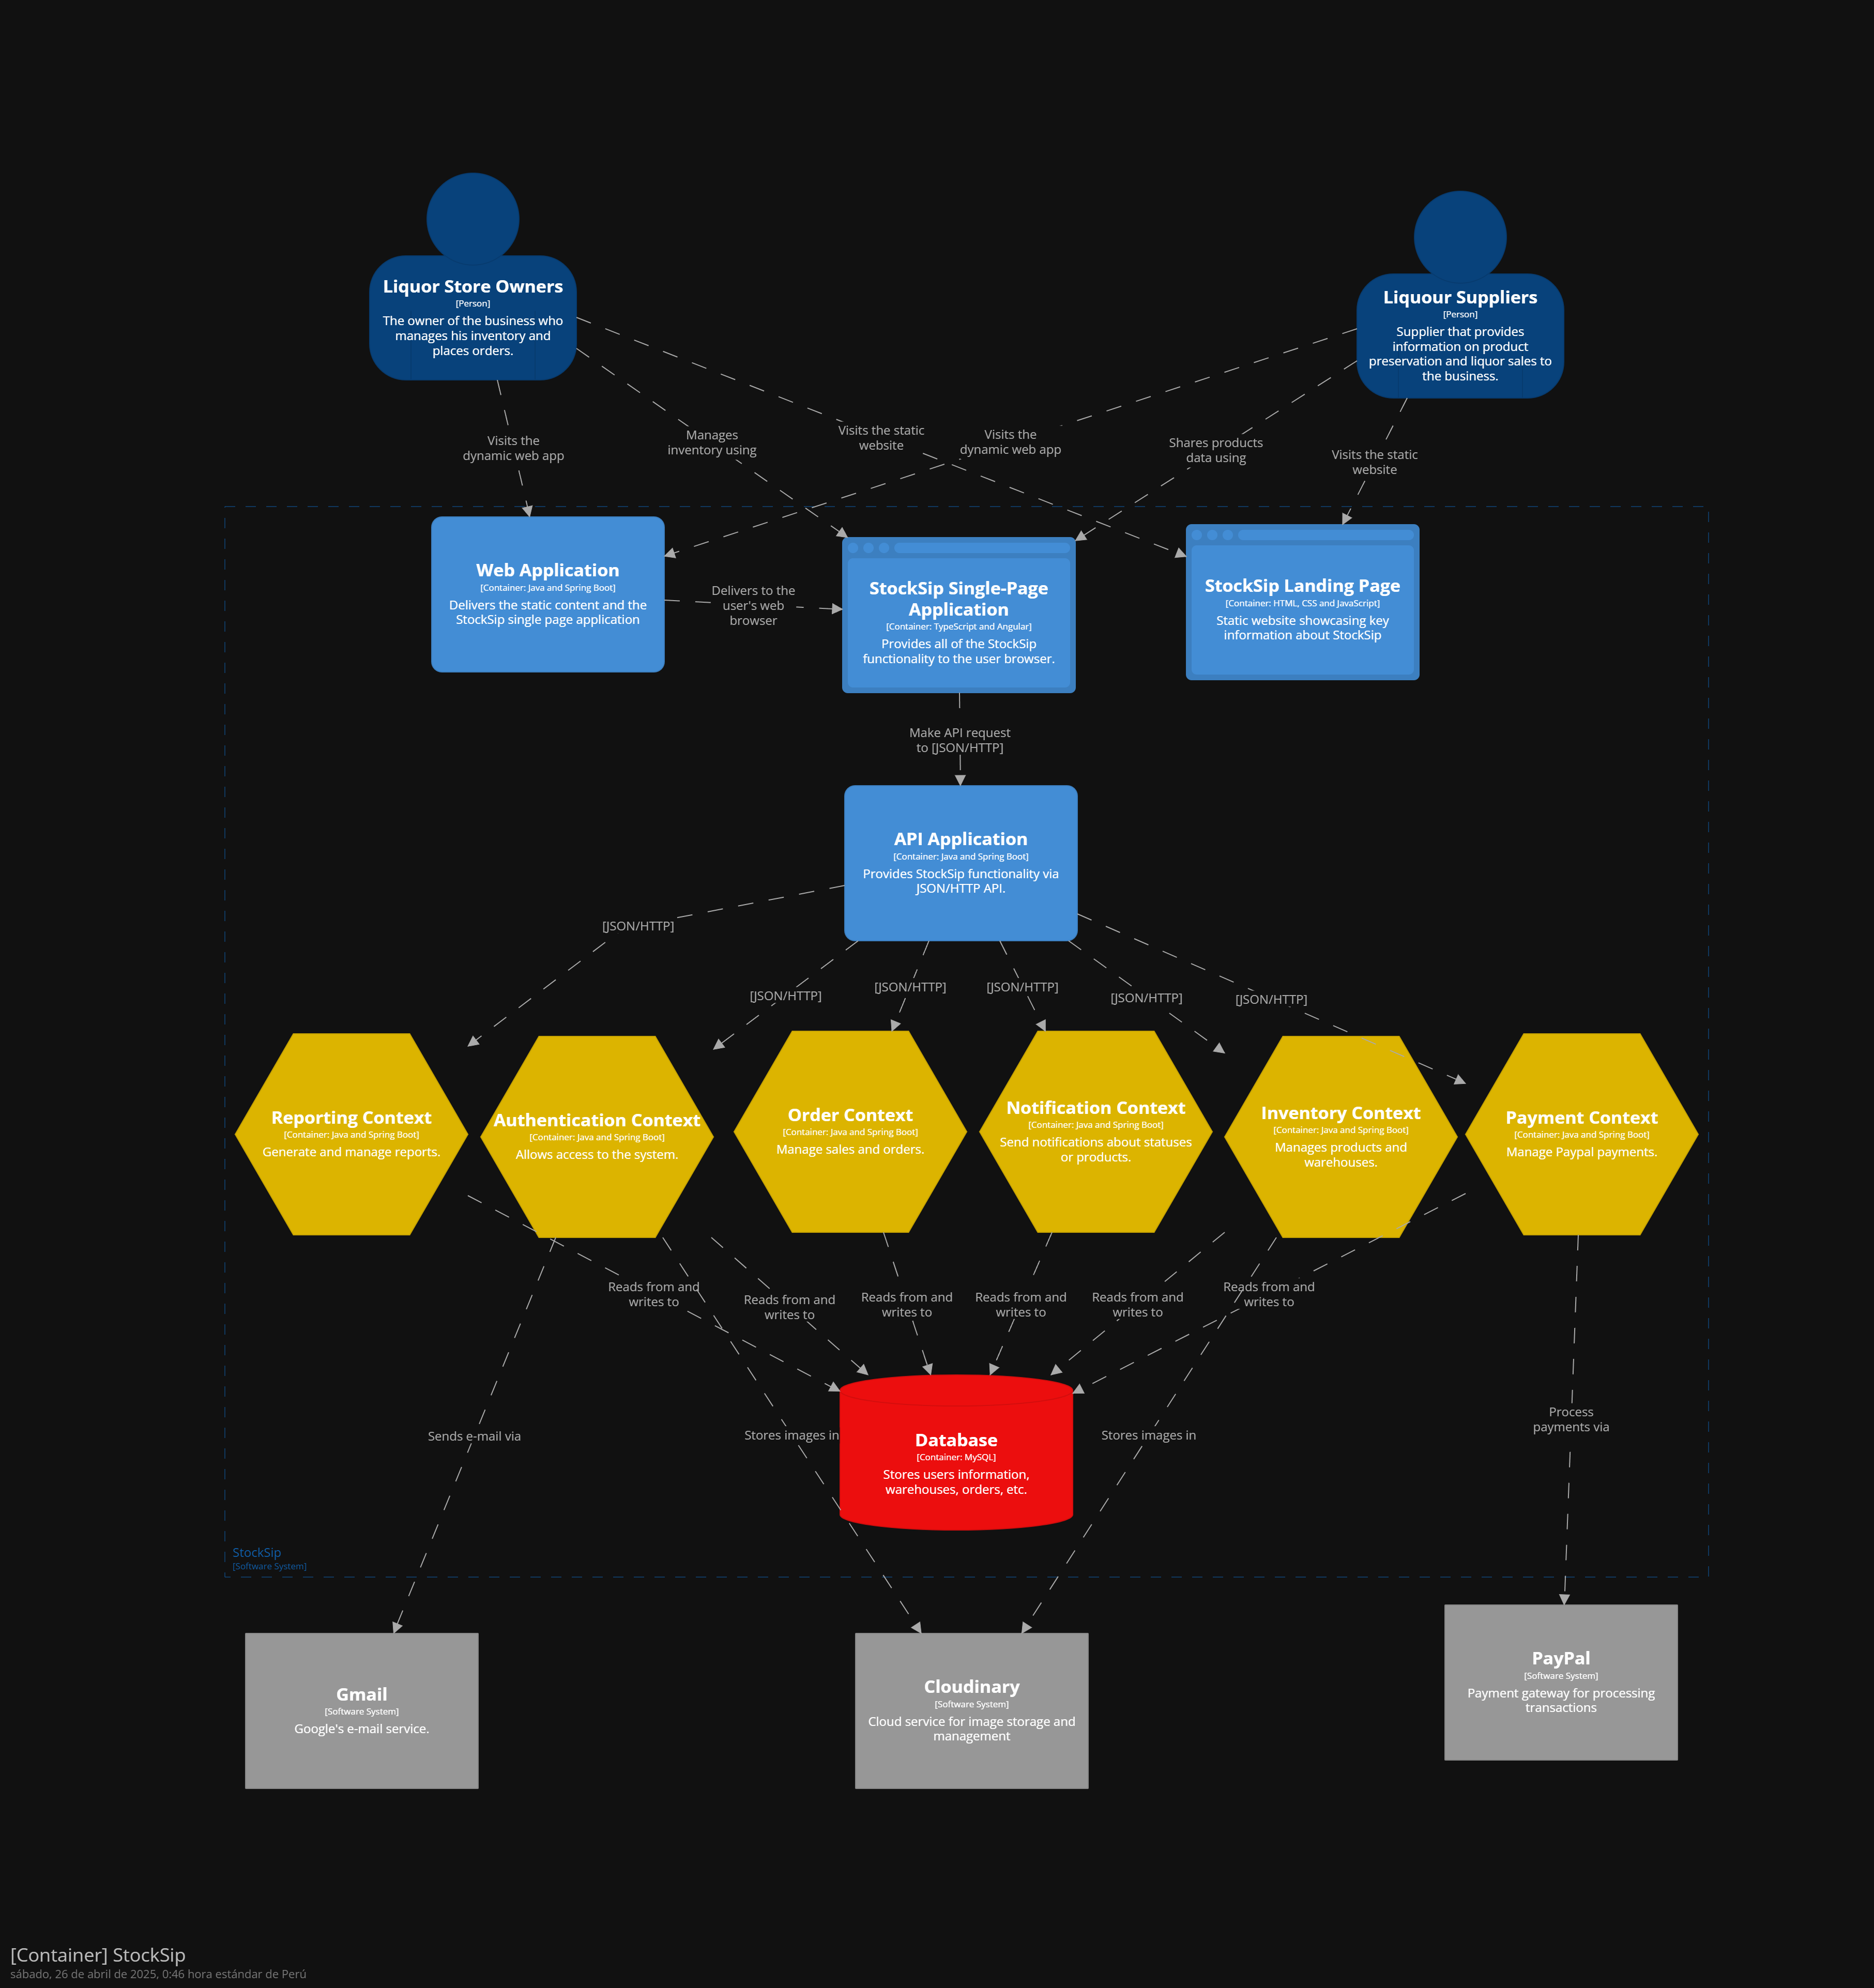 Liquor Store Owners
[Person]
The owner of the business who
manages his inventory and
places orders.
Liquour Suppliers
[Person]
Supplier that provides
information on product
preservation and liquor sales to
the business.
Visits the
dynamic web app
Manages
inventory using
Visits the static
website
Visits the
dynamic web app
Shares products
data using
Visits the static
website
Web Application
[Container: Java and Spring Boot]
Delivers the static content and the
StockSip single page application
Delivers to the
user's web
browser
StockSip Single-Page
Application
[Container: TypeScript and Angular]
Provides all of the StockSip
functionality to the user browser.
StockSip Landing Page
[Container: HTML, CSS and JavaScript]
Static website showcasing key
information about StockSip
Make API request
to [JSON/HTTP]
API Application
[Container: Java and Spring Boot]
Provides StockSip functionality via
JSON/HTTP API.
[JSON/HTTP]
[JSON/HTTP]
[JSON/HTTP]
[JSON/HTTP]
[JSON/HTTP]
[JSON/HTTP]
Reporting Context
[Container: Java and Spring Boot]
Generate and manage reports.
Authentication Context
[Container: Java and Spring Boot]
Allows access to the system.
Order Context
[Container: Java and Spring Boot]
Manage sales and orders.
Notification Context
[Container: Java and Spring Boot]
Send notifications about statuses
or products.
Inventory Context
[Container: Java and Spring Boot]
Manages products and
warehouses.
Payment Context
[Container: Java and Spring Boot]
Manage Paypal payments.
Reads from and
writes to
Reads from and
writes to
Reads from and
writes to
Reads from and
writes to
Reads from and
writes to
Reads from and
writes to
Sends e-mail via
Stores images in
Database
[Container: MySQL]
Stores users information,
warehouses, orders, etc.
Stores images in
Process
payments via
StockSip
[Software System]
Gmail
[Software System]
Google's e-mail service.
Cloudinary
[Software System]
Cloud service for image storage and
management
PayPal
[Software System]
Payment gateway for processing
transactions
[Container] StockSip
sábado, 26 de abril de 2025, 0:46 hora estándar de Perú